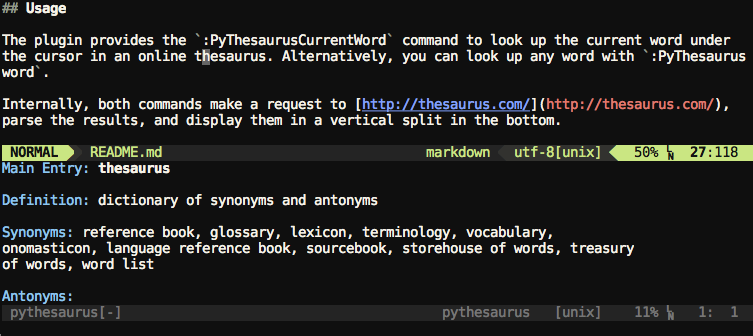 ## Usage
The plugin provides the `:PyThesaurusCurrentWord` command to look up the current word under
the cursor in an online thesaurus. Alternatively, you can look up any word with `:PyThesaurus
word`.
Internally, both commands make a request to [http://thesaurus.com/](http://thesaurus.com/),
parse the results, and display them in a vertical split in the bottom.
NORMAL README.md markdown utf-8[unix] 50% LN 27:118
Main Entry: thesaurus
Definition: dictionary of synonyms and antonyms
Synonyms: reference book, glossary, lexicon, terminology, vocabulary,
onomasticon, language reference book, sourcebook, storehouse of words, treasury
of words, word list
Antonyms:
pythesaurus[-] pythesaurus [unix] 11% LN 1: 1